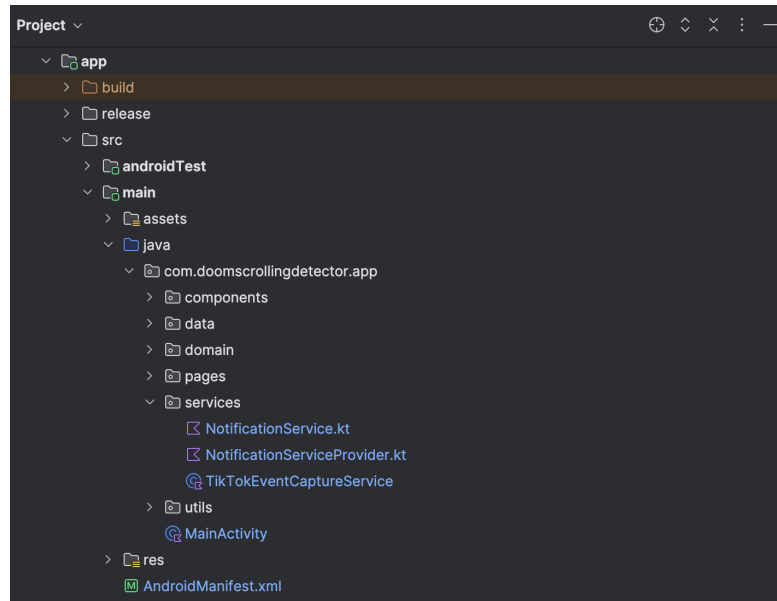 Project
app
build
release
src
androidTest
main
assets
java
com.doomscrollingdetector.app
components
data
domain
pages
services
NotificationService.kt
NotificationServiceProvider.kt
TikTokEventCaptureService
utils
MainActivity
res
M AndroidManifest.xml